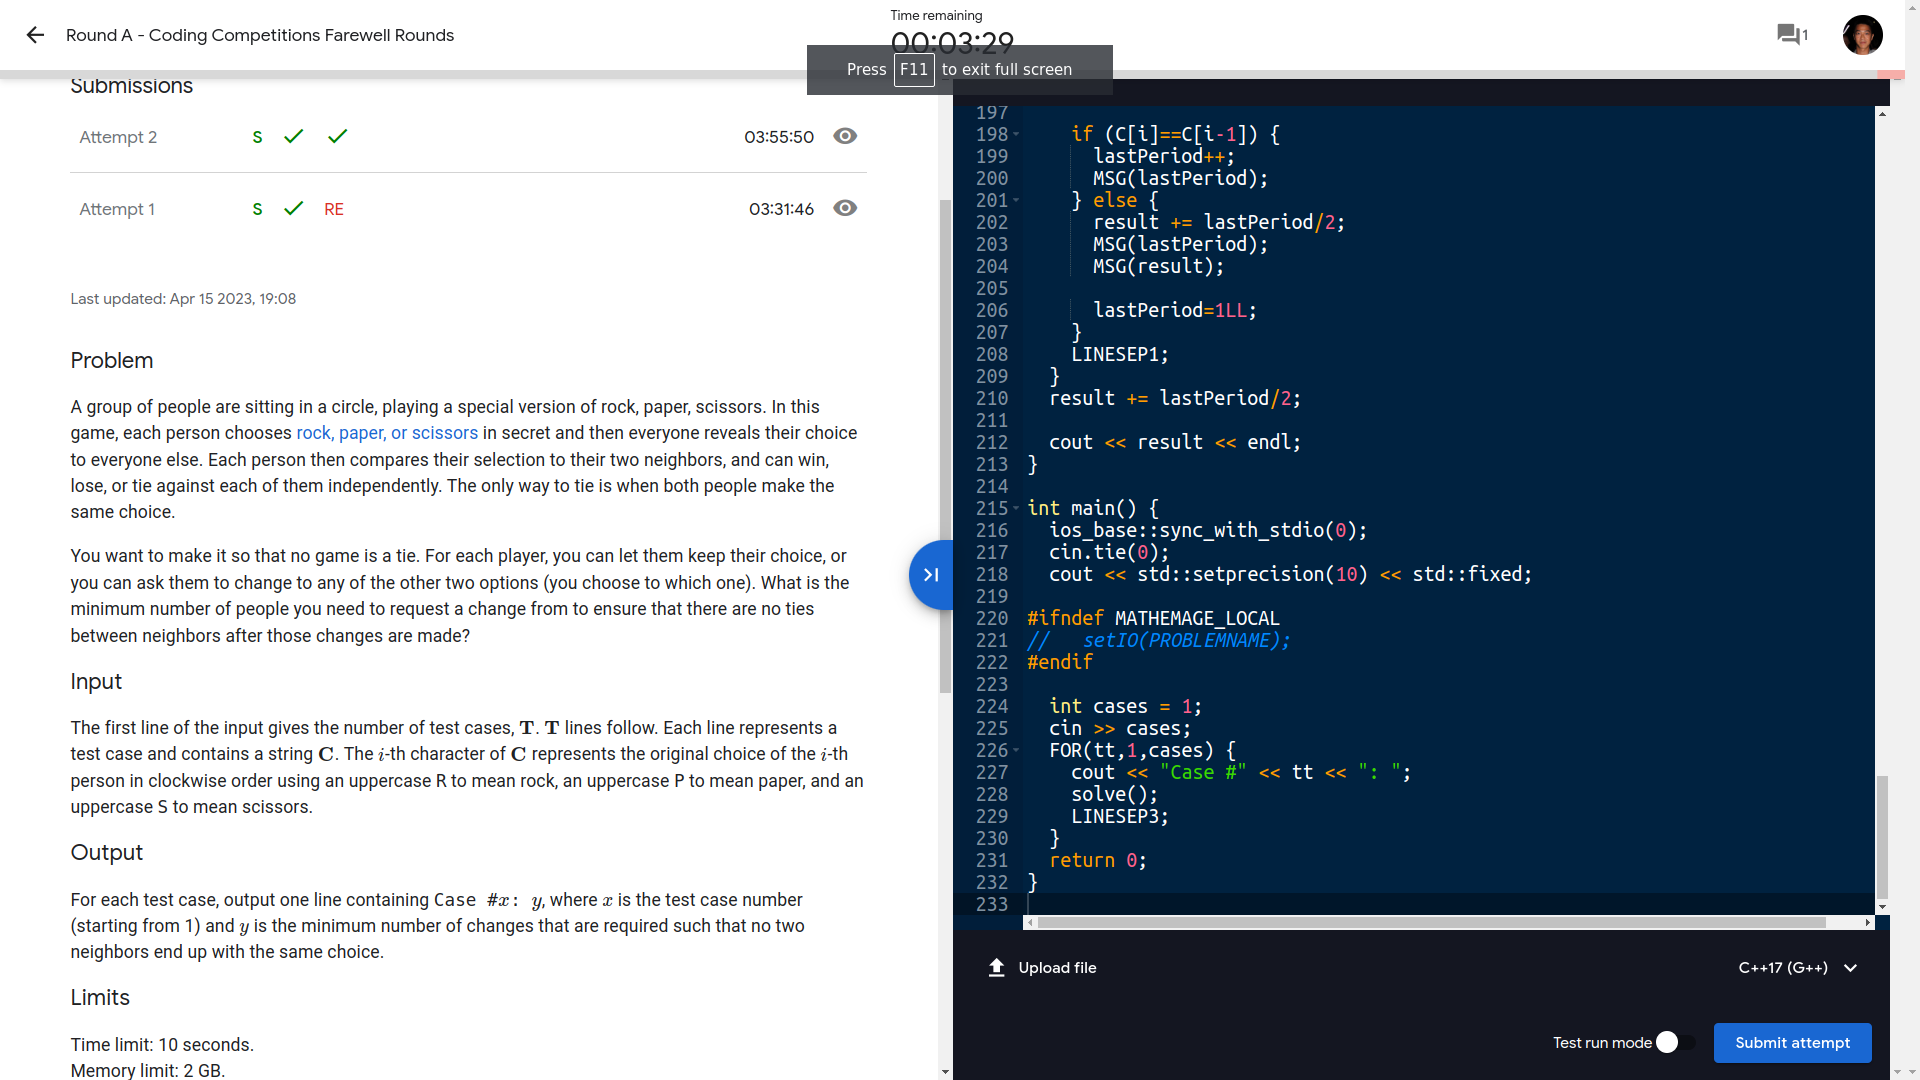 Round A - Coding Competitions Farewell Rounds
Time remaining
00:03:29
1
Press F11 to exit full screen
Submissions
Attempt 2 S 03:55:50
Attempt 1 S RE 03:31:46
Last updated: Apr 15 2023, 19:08
Problem
A group of people are sitting in a circle, playing a special version of rock, paper, scissors. In this
game, each person chooses rock, paper, or scissors in secret and then everyone reveals their choice
to everyone else. Each person then compares their selection to their two neighbors, and can win,
lose, or tie against each of them independently. The only way to tie is when both people make the
same choice.
You want to make it so that no game is a tie. For each player, you can let them keep their choice, or
you can ask them to change to any of the other two options (you choose to which one). What is the
minimum number of people you need to request a change from to ensure that there are no ties
between neighbors after those changes are made?
Input
The first line of the input gives the number of test cases, T. T lines follow. Each line represents a
test case and contains a string C. The i-th character of C represents the original choice of the i-th
person in clockwise order using an uppercase R to mean rock, an uppercase P to mean paper, and an
uppercase S to mean scissors.
Output
For each test case, output one line containing Case #x: y, where x is the test case number
(starting from 1) and y is the minimum number of changes that are required such that no two
neighbors end up with the same choice.
Limits
Time limit: 10 seconds.
Memory limit: 2 GB.
197
198 if (C[i]==C[i-1]) {
199 lastPeriod++;
200 MSG(lastPeriod);
201 } else {
202 result += lastPeriod/2;
203 MSG(lastPeriod);
204 MSG(result);
205
206 lastPeriod=1LL;
207 }
208 LINESEP1;
209 }
210 result += lastPeriod/2;
211
212 cout << result << endl;
213 }
214
215 int main() {
216 ios_base::sync_with_stdio(0);
217 cin.tie(0);
218 cout << std::setprecision(10) << std::fixed;
219
220 #ifndef MATHEMAGE_LOCAL
221 // setIO(PROBLEMNAME);
222 #endif
223
224 int cases = 1;
225 cin >> cases;
226 FOR(tt,1,cases) {
227 cout << "Case #" << tt << ": ";
228 solve();
229 LINESEP3;
230 }
231 return 0;
232 }
233
Upload file
C++17 (G++)
Test run mode
Submit attempt